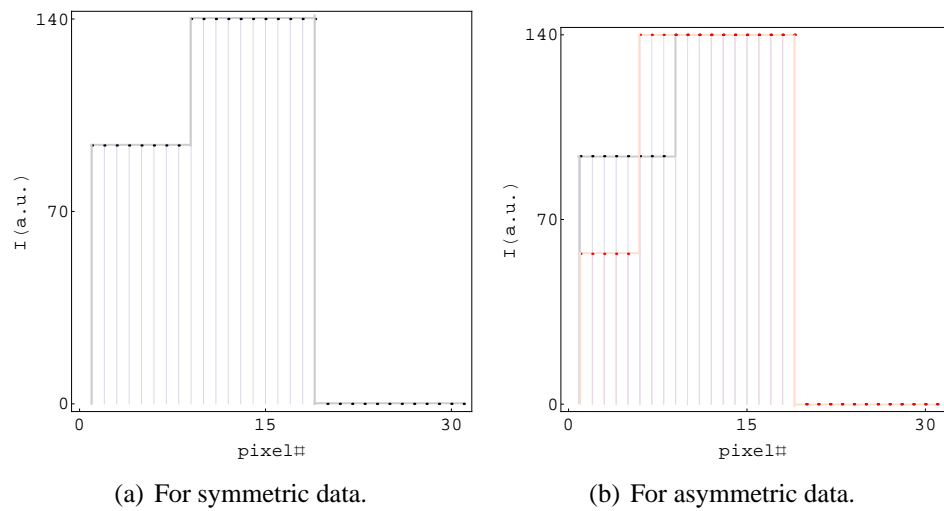 140
70
0
I(a.u.)
0
15
30
pixel#
(a) For symmetric data.
140
70
0
I(a.u.)
0
15
30
pixel#
(b) For asymmetric data.